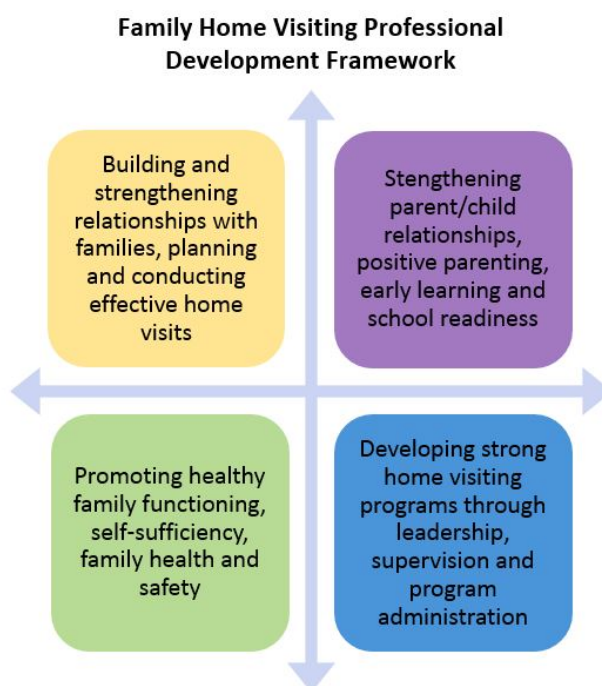 Family Home Visiting Professional
Development Framework
Building and
strengthening
relationships with
families, planning
and conducting
effective home
visits
Stengthening
parent/child
relationships,
positive parenting,
early learning and
school readiness
Promoting healthy
family functioning,
self-sufficiency,
family health and
safety
Developing strong
home visiting
programs through
leadership,
supervision and
program
administration